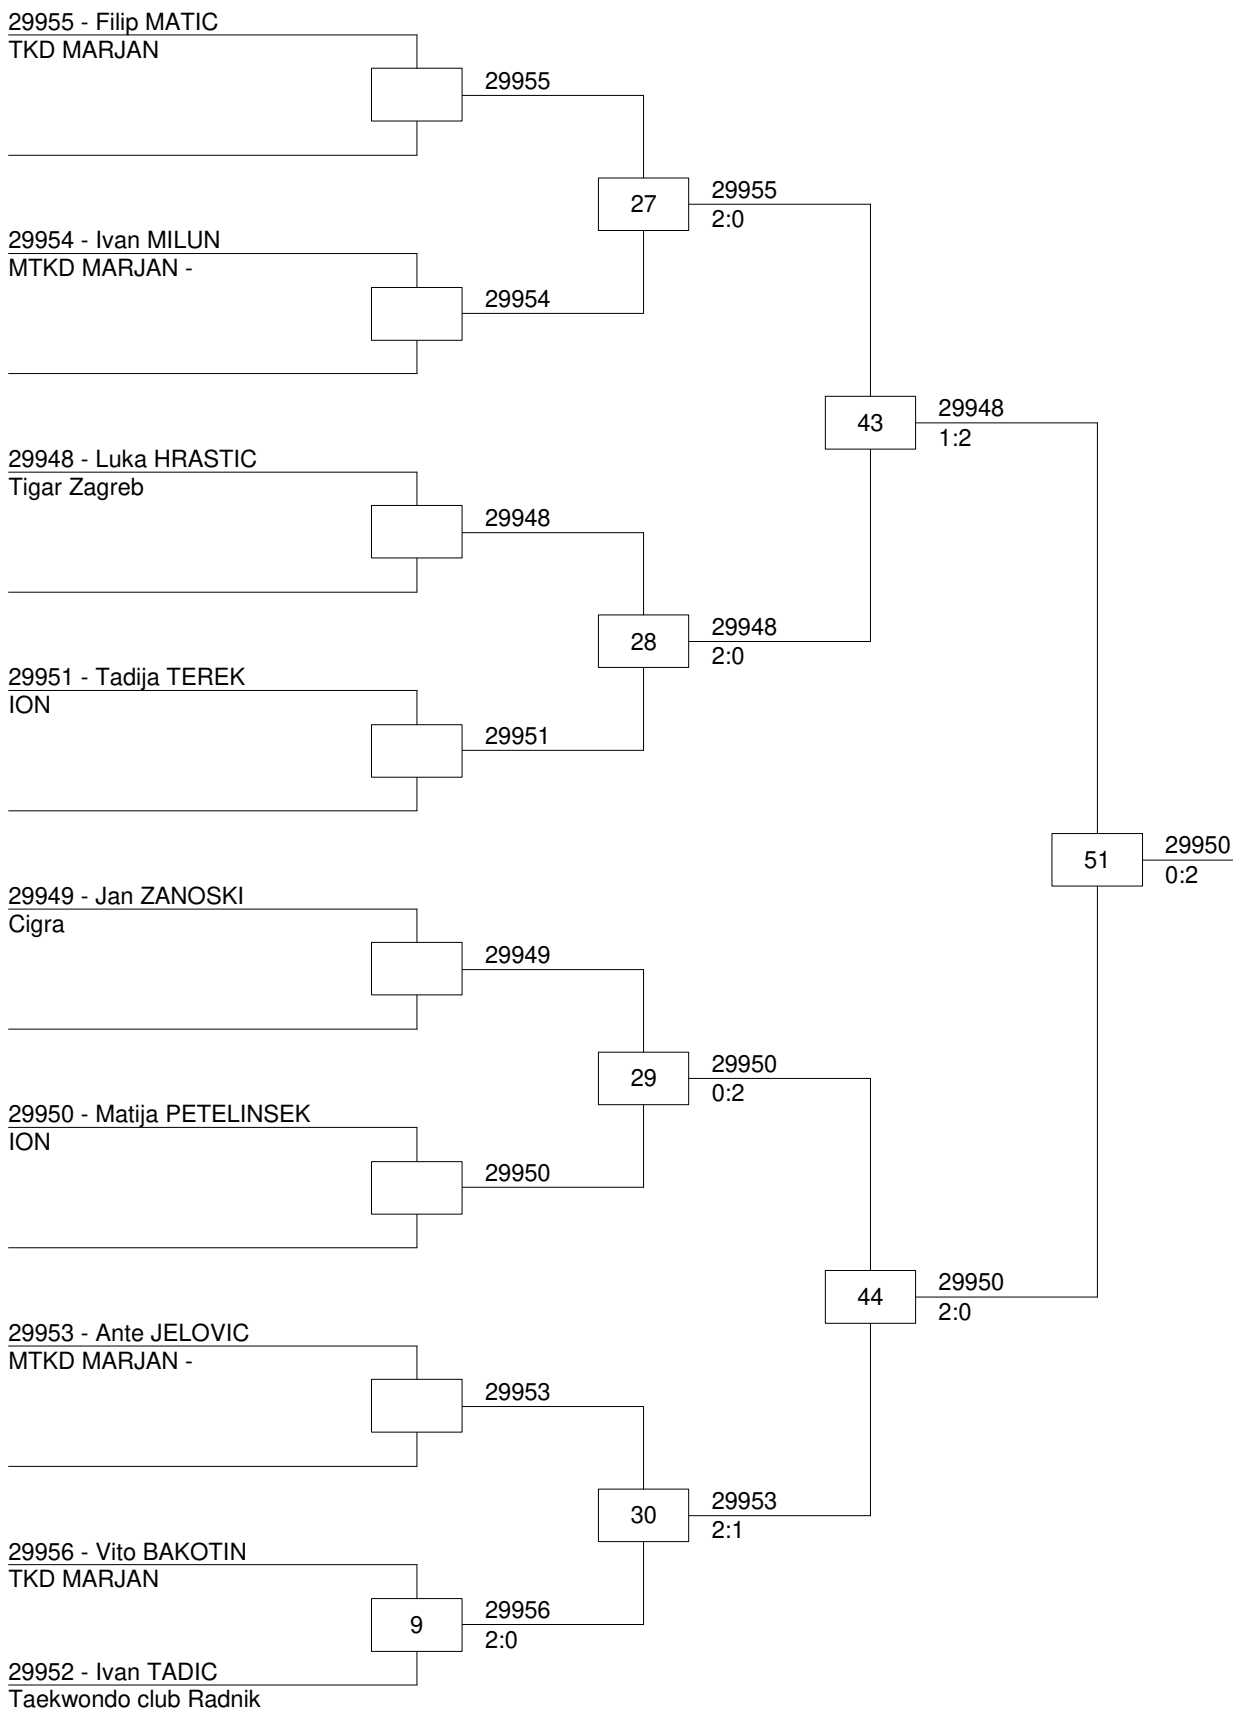 29955 - Filip MATIC
TKD MARJAN
29955
27
29955
2:0
29954 - Ivan MILUN
MTKD MARJAN -
29954
43
29948
1:2
29948 - Luka HRASTIC
Tigar Zagreb
29948
28
29948
2:0
29951 - Tadija TEREK
ION
29951
51
29950
0:2
29949 - Jan ZANOSKI
Cigra
29949
29
29950
0:2
29950 - Matija PETELINSEK
ION
29950
44
29950
2:0
29953 - Ante JELOVIC
MTKD MARJAN -
29953
30
29953
2:1
29956 - Vito BAKOTIN
TKD MARJAN
9
29956
2:0
29952 - Ivan TADIC
Taekwondo club Radnik